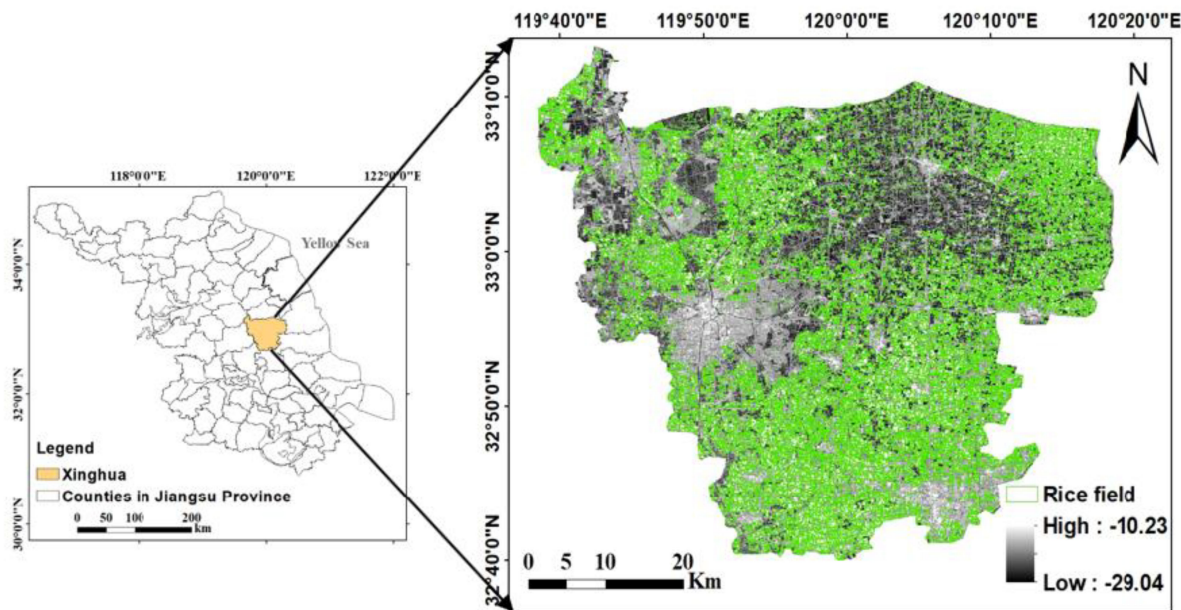 118°0'0"E 120°0'0"E 122°0'0"E
Yellow Sea
34°0'0"N
32°0'0"N
30°0'0"N
Legend
Xinghua
Counties in Jiangsu Province
0 50 100 200
km
119°40'0"E 119°50'0"E 120°0'0"E 120°10'0"E 120°20'0"E
33°10'0"N
33°0'0"N
32°50'0"N
32°40'0"N
N
Rice field
High : -10.23
Low : -29.04
0 5 10 20
Km